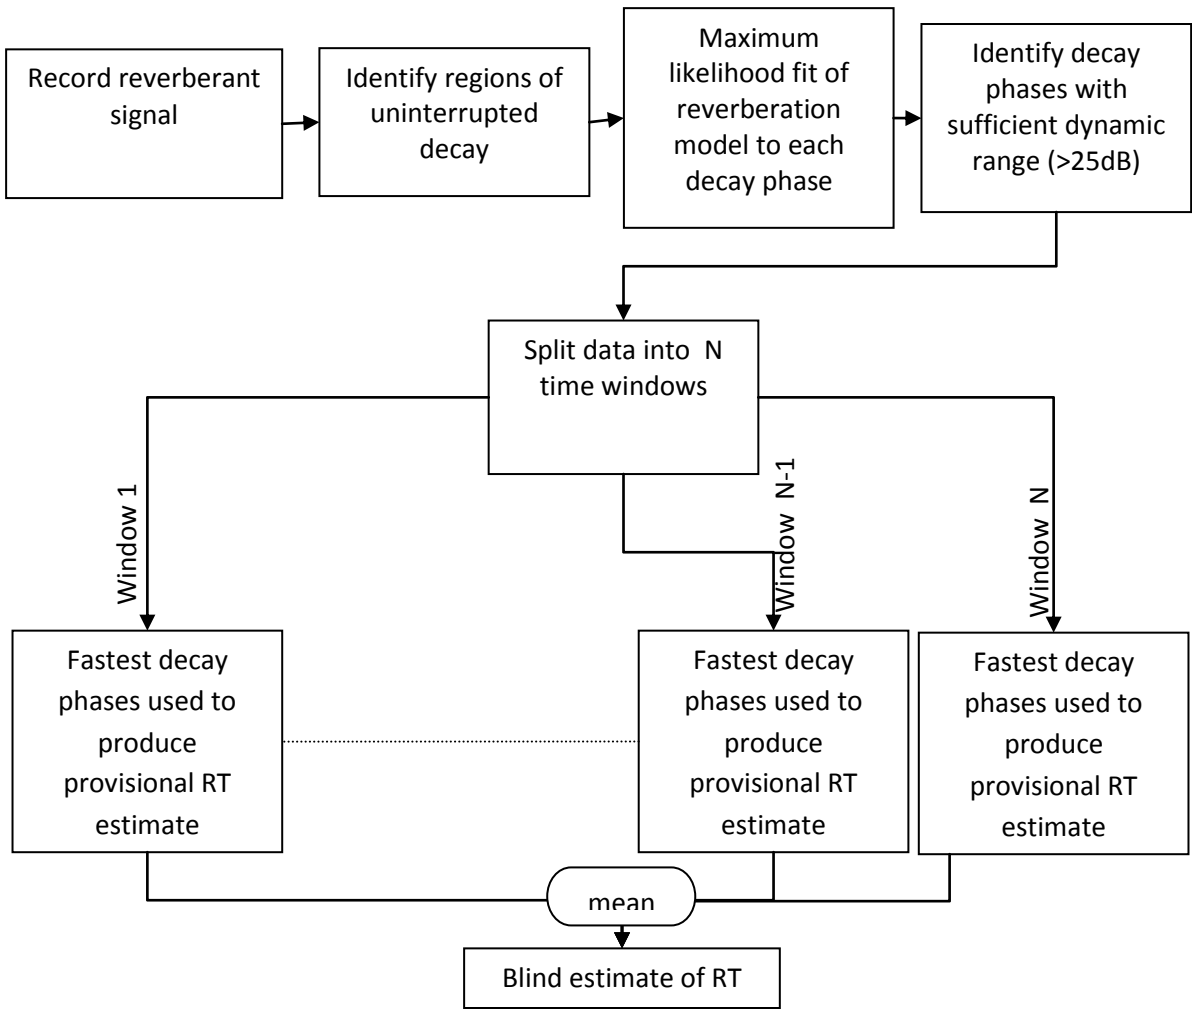 Record reverberant
signal
Identify regions of
uninterrupted
decay
Maximum
likelihood fit of
reverberation
model to each
decay phase
Identify decay
phases with
sufficient dynamic
range (>25dB)
Split data into N
time windows
Window 1
Window N-1
Window N
Fastest decay
phases used to
produce
provisional RT
estimate
Fastest decay
phases used to
produce
provisional RT
estimate
Fastest decay
phases used to
produce
provisional RT
estimate
mean
Blind estimate of RT